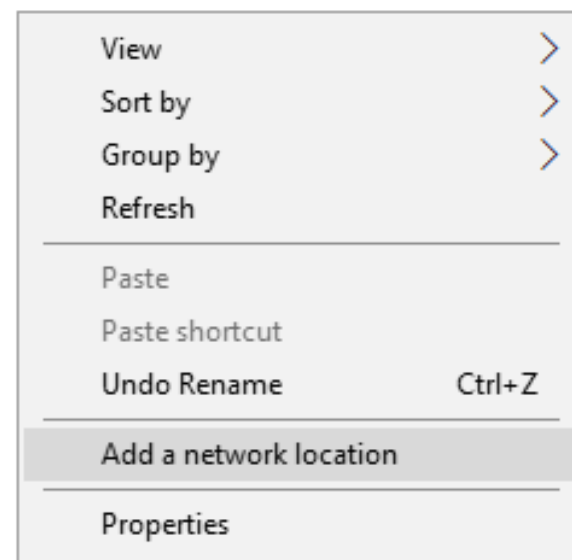 View
Sort by
Group by
Refresh
Paste
Paste shortcut
Undo Rename Ctrl+Z
Add a network location
Properties